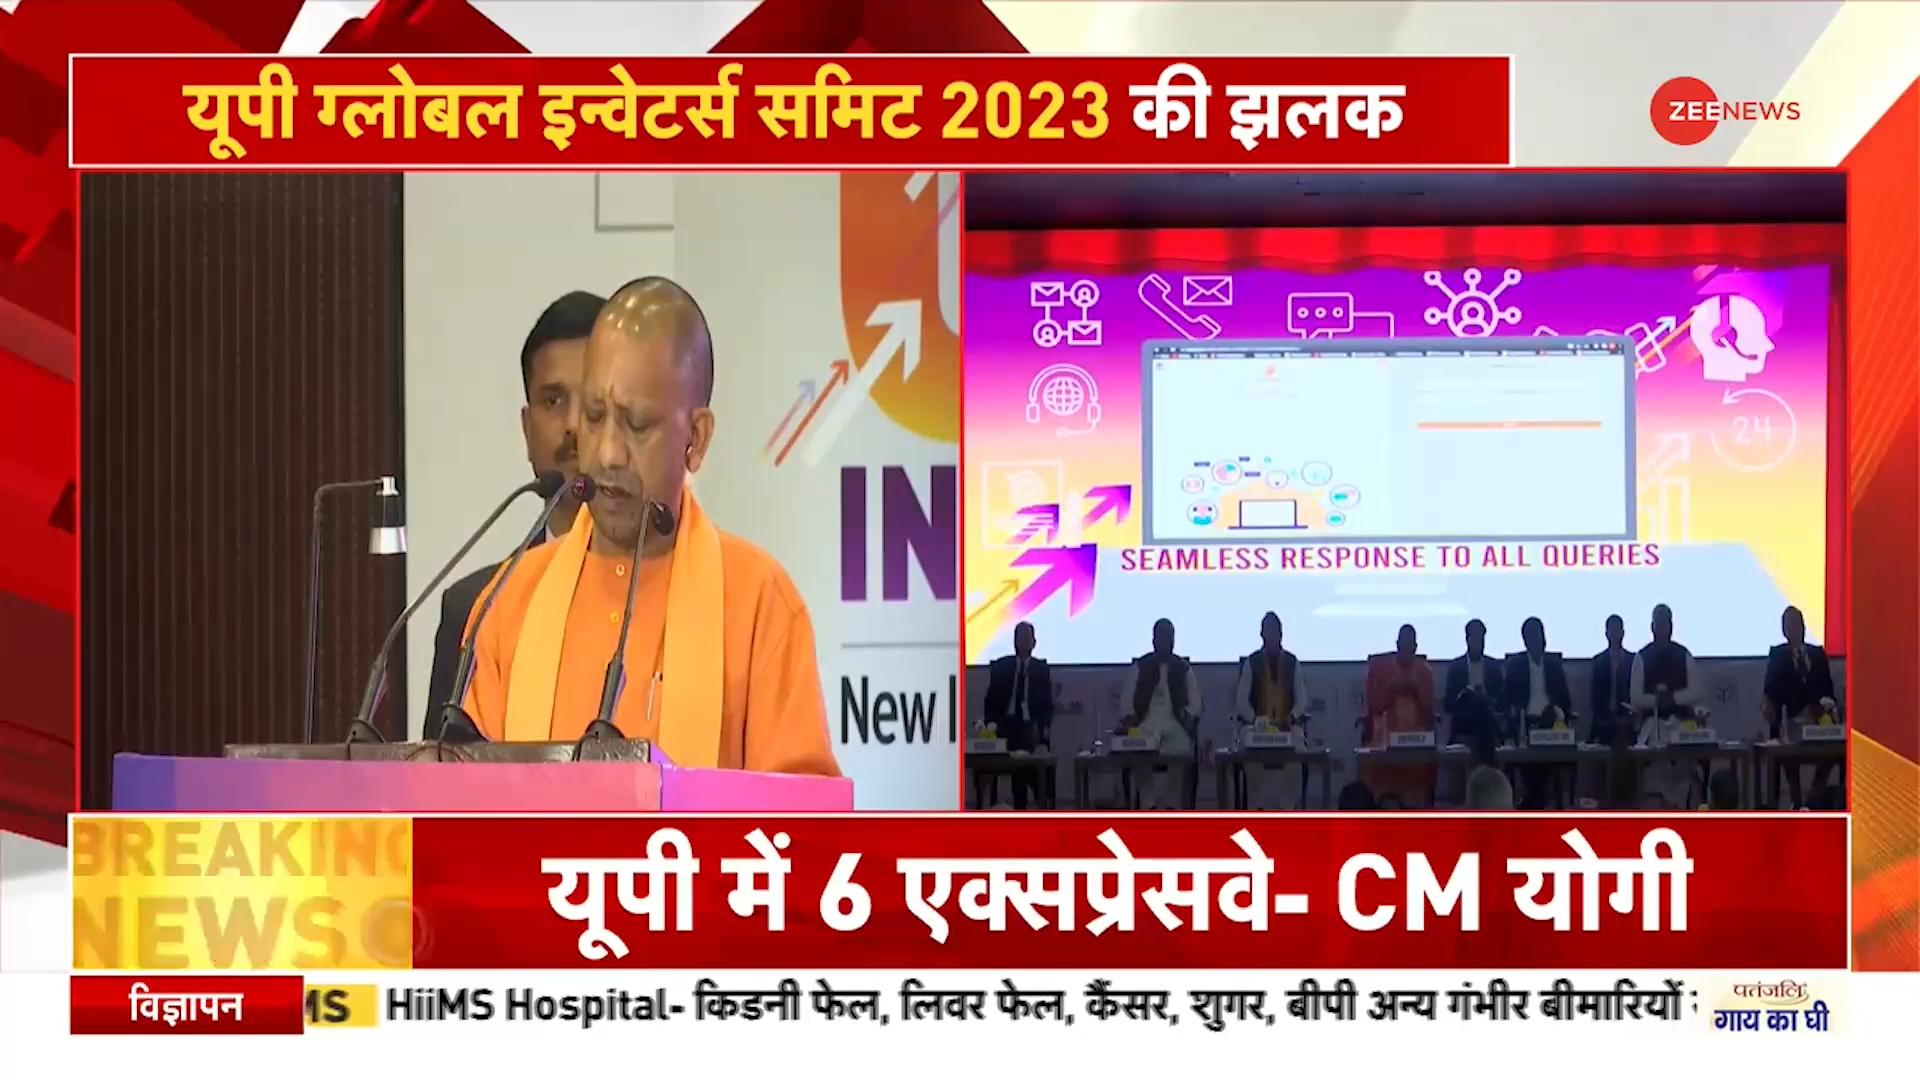 यूपी ग्लोबल इन्वेटर्स समिट 2023 की झलक
ZEENEWS
IN
New I
24
SEAMLESS RESPONSE TO ALL QUERIES
BREAKING
NEWS
यूपी में 6 एक्सप्रेसवे- CM योगी
विज्ञापन
MS HiiMS Hospital- किडनी फेल, लिवर फेल, कैंसर, शुगर, बीपी अन्य गंभीर बीमारियों
पतंजलि
गाय का घी